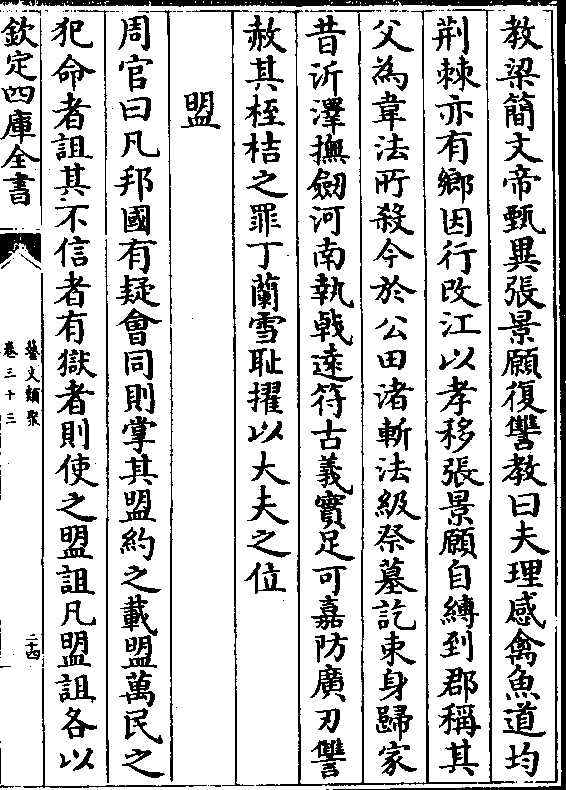 教梁簡文帝甄異張景願復讐教曰夫理感禽魚道均
荆棘亦有鄉因行改江以孝移張景願自縛到郡稱其
父為韋法所殺今於公田渚斬法級祭墓訖束身歸家
昔沂澤撫劒河南執戟遠符古義寶足可嘉防廣刃讐
赦其桎梏之罪丁蘭雪恥擢以大夫之位
盟
周官曰凡邦國有疑會同則掌其盟約之載盟萬民之
犯命者詛其不信者有獄者則使之盟詛凡盟詛各以
欽定四庫全書
藝文類聚
卷三十三
二十四